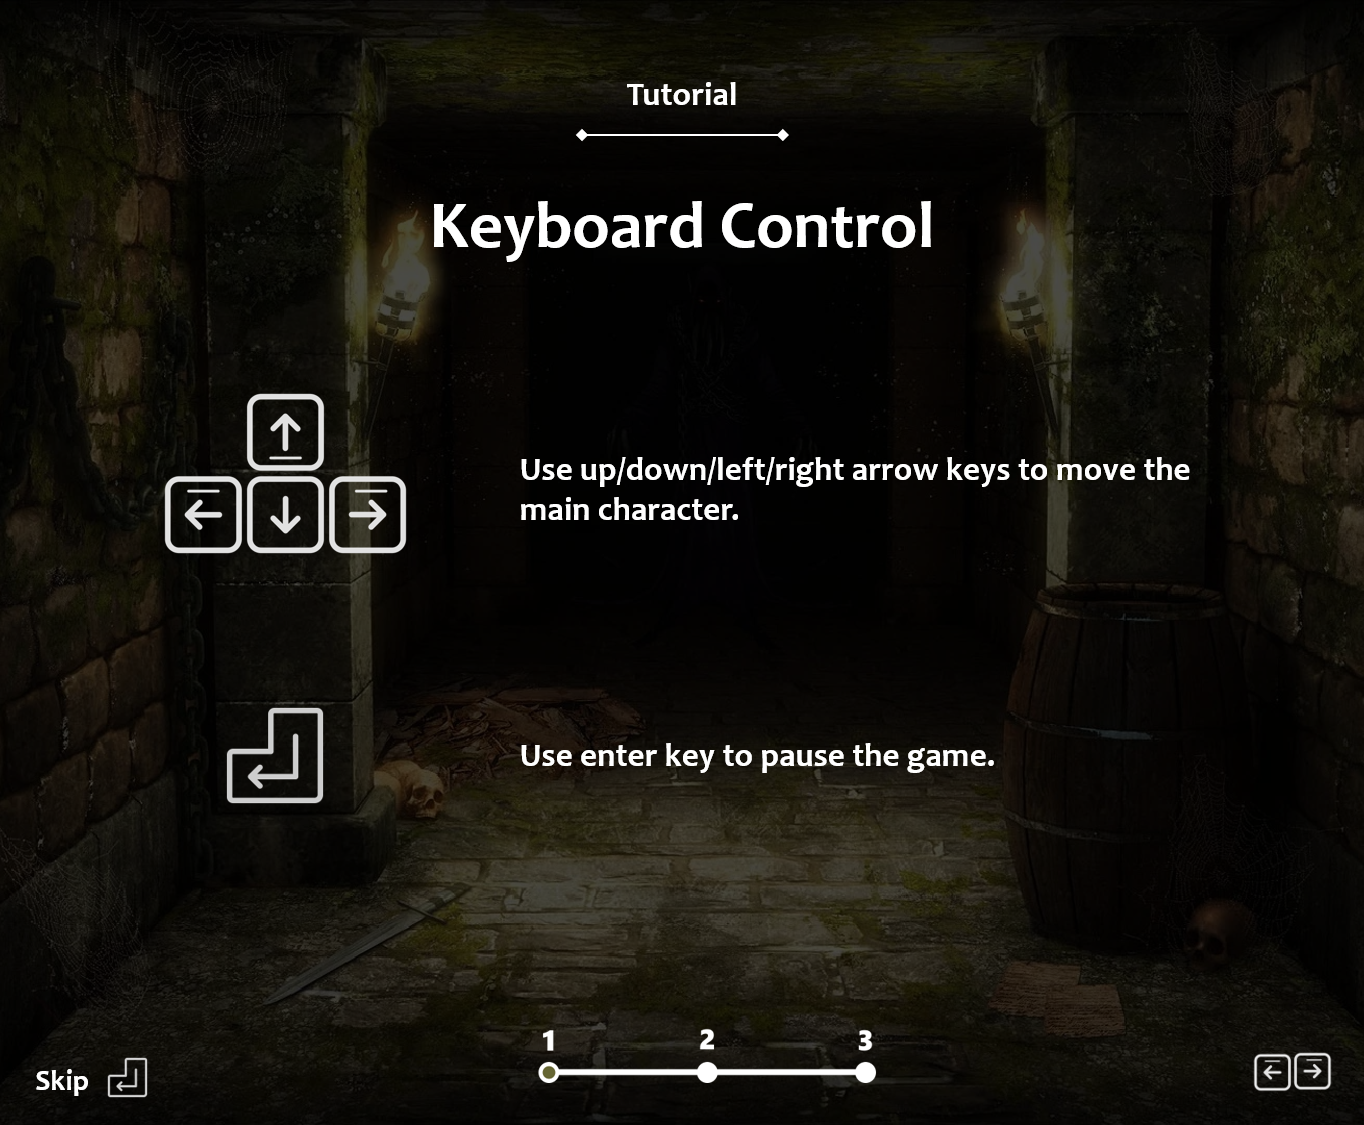 Tutorial
Keyboard Control
Use up/down/left/right arrow keys to move the
main character.
Use enter key to pause the game.
1 2 3
Skip